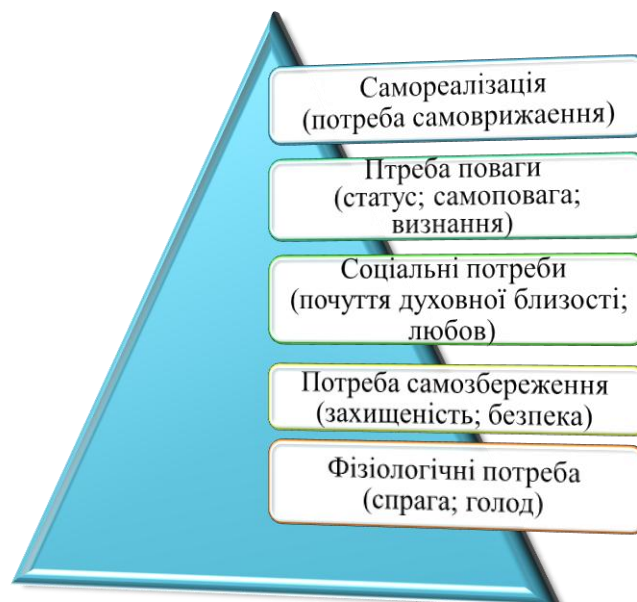 Самореалізація
(потреба самоврижаення)
Птреба поваги
(статус; самоповага;
визнання)
Соціальні потреби
(почуття духовної близості;
любов)
Потреба самозбереження
(захищеність; безпека)
Фізіологічні потреба
(спрага; голод)